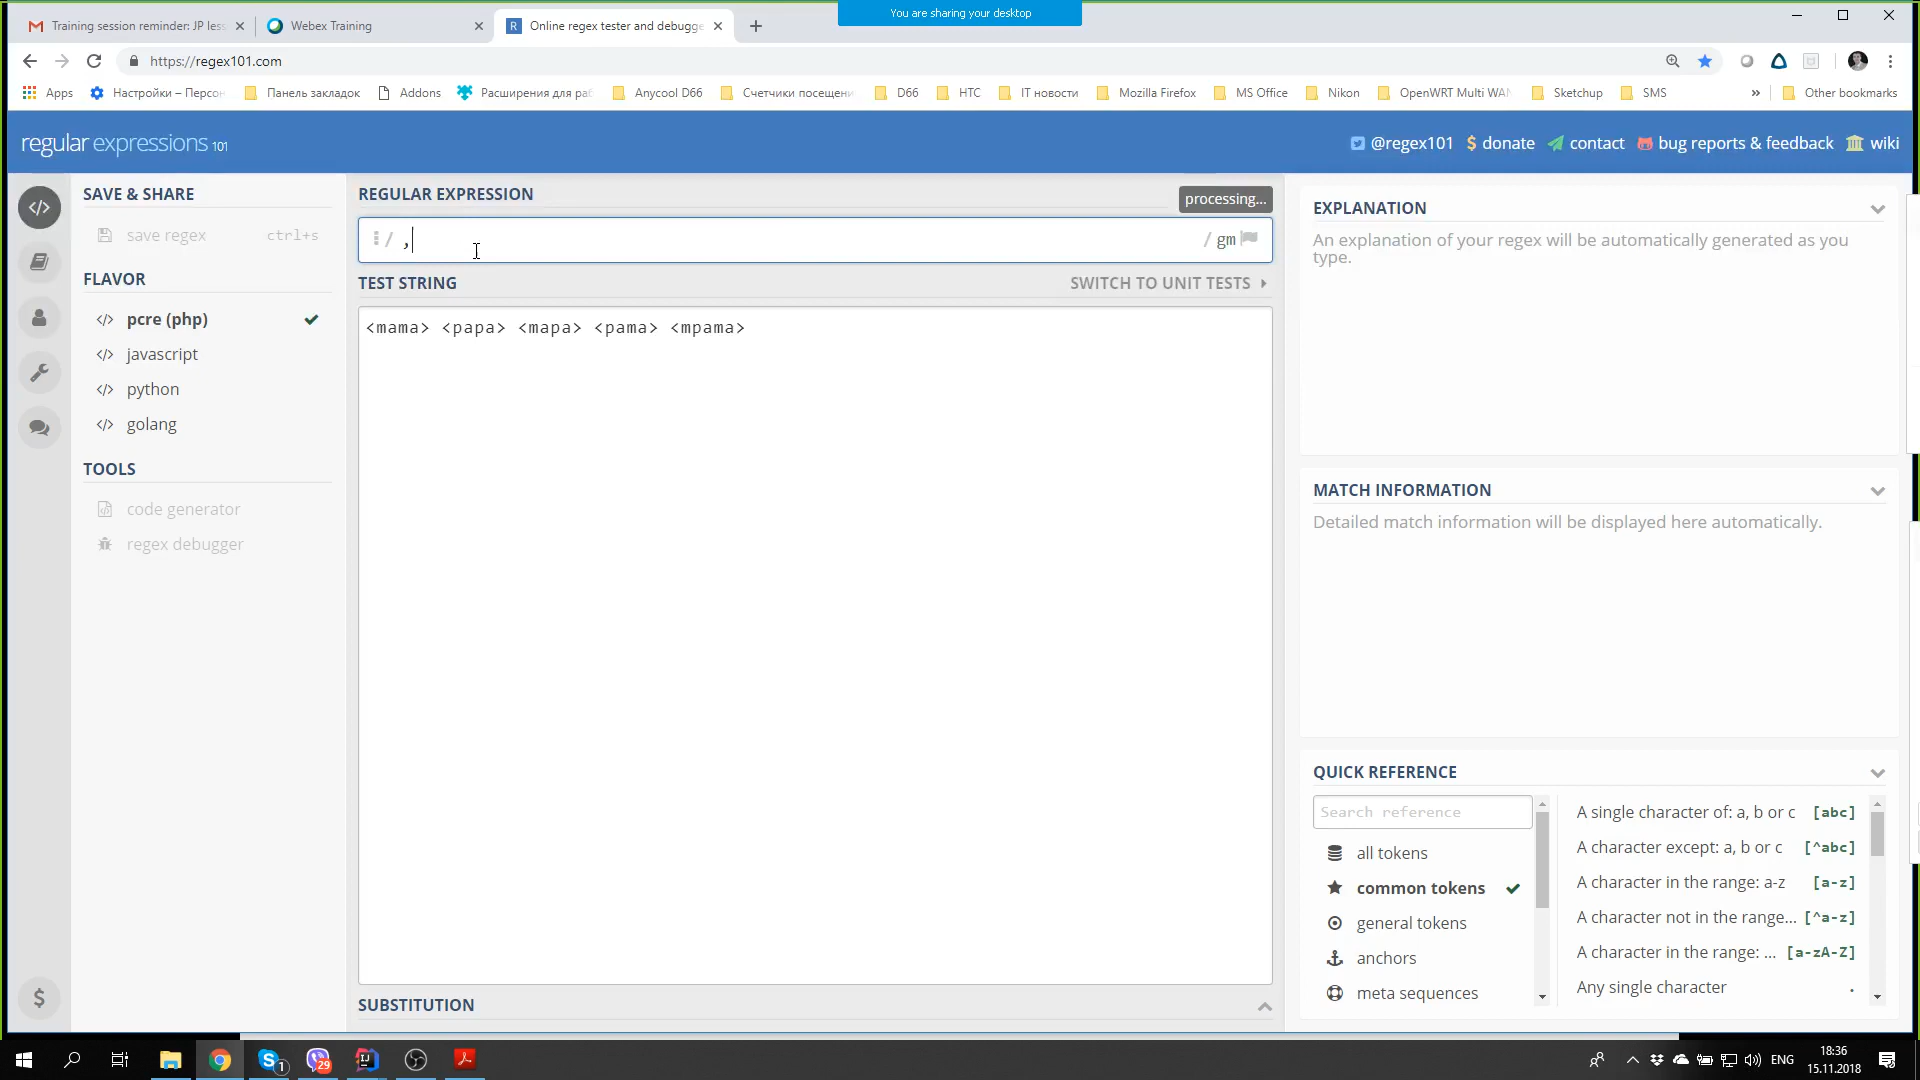 You are sharing your desktop
Training session reminder: JP less
Webex Training
Online regex tester and debugge
https://regex101.com
Apps
Настройки – Персон
Панель закладок
Addons
Расширения для раб
Anycool D66
Счетчики посещени
D66
HTC
IT новости
Mozilla Firefox
MS Office
Nikon
OpenWRT Multi WAN
Sketchup
SMS
»
Other bookmarks
regular expressions 101
@regex101
$ donate
contact
bug reports & feedback
wiki
SAVE & SHARE
save regex ctrl+s
FLAVOR
</> pcre (php)
</> javascript
</> python
</> golang
TOOLS
code generator
regex debugger
$
REGULAR EXPRESSION
processing...
/ , / gm
TEST STRING
SWITCH TO UNIT TESTS
<mama> <papa> <mapa> <pama> <mpama>
SUBSTITUTION
EXPLANATION
An explanation of your regex will be automatically generated as you
type.
MATCH INFORMATION
Detailed match information will be displayed here automatically.
QUICK REFERENCE
Search reference
all tokens
common tokens
general tokens
anchors
meta sequences
A single character of: a, b or c [abc]
A character except: a, b or c [^abc]
A character in the range: a-z [a-z]
A character not in the range... [^a-z]
A character in the range: ... [a-zA-Z]
Any single character .
1
29
IJ
ENG
18:36
15.11.2018